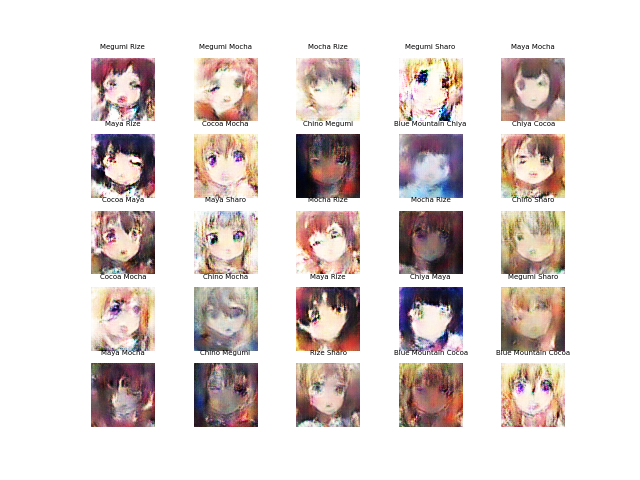 Megumi Rize Megumi Mocha Mocha Rize Megumi Sharo Maya Mocha
Maya Rize Cocoa Mocha Chino Megumi Blue Mountain Chiya Chiya Cocoa
Cocoa Maya Maya Sharo Mocha Rize Mocha Rize Chino Sharo
Cocoa Mocha Chino Mocha Maya Rize Chiya Maya Megumi Sharo
Maya Mocha Chino Megumi Rize Sharo Blue Mountain Cocoa Blue Mountain Cocoa